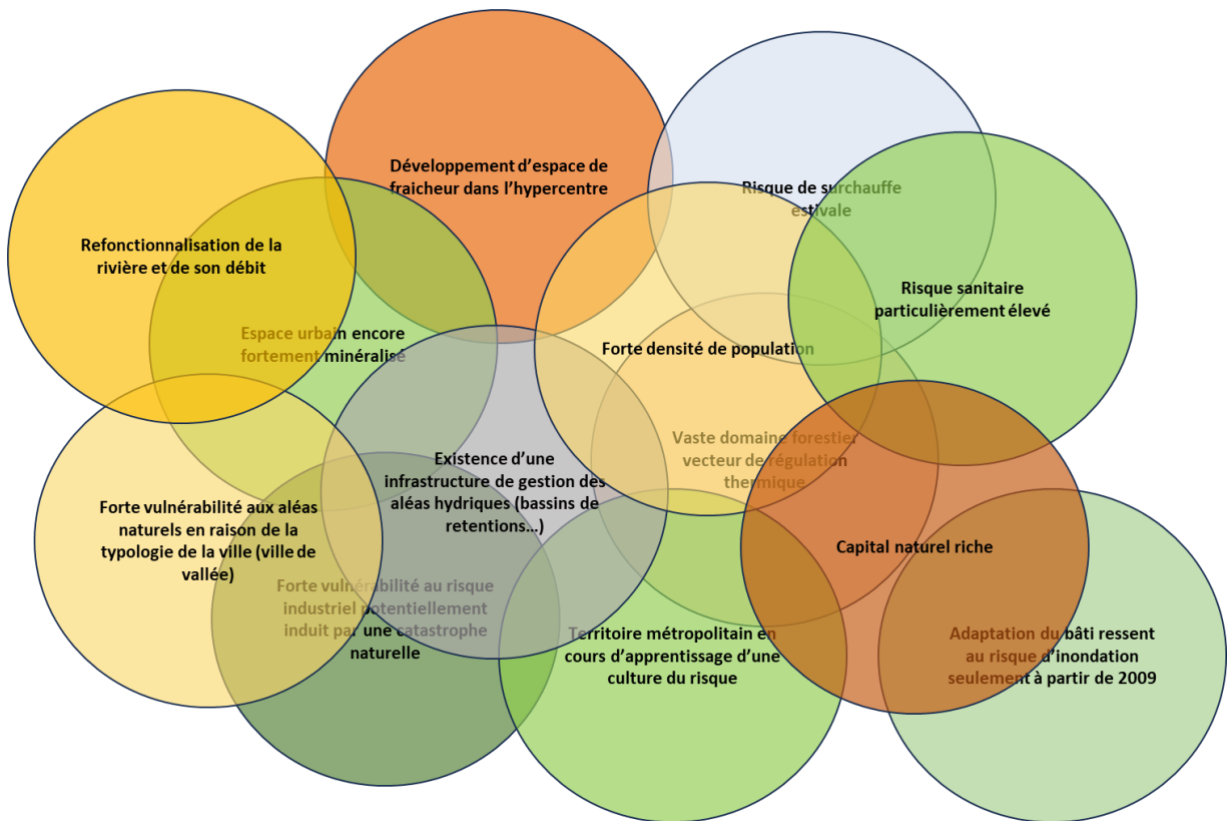 Développement d’espace de
fraicheur dans l’hypercentre
Risque de surchauffe
estivale
Refonctionnalisation de la
rivière et de son débit
Risque sanitaire
particulièrement élevé
Espace urbain encore
fortement minéralisé
Forte densité de population
Vaste domaine forestier
vecteur de régulation
thermique
Existence d’une
infrastructure de gestion des
aléas hydriques (bassins de
retentions…)
Forte vulnérabilité aux aléas
naturels en raison de la
typologie de la ville (ville de
vallée)
Capital naturel riche
Forte vulnérabilité au risque
industriel potentiellement
induit par une catastrophe
naturelle
Territoire métropolitain en
cours d’apprentissage d’une
culture du risque
Adaptation du bâti ressent
au risque d’inondation
seulement à partir de 2009